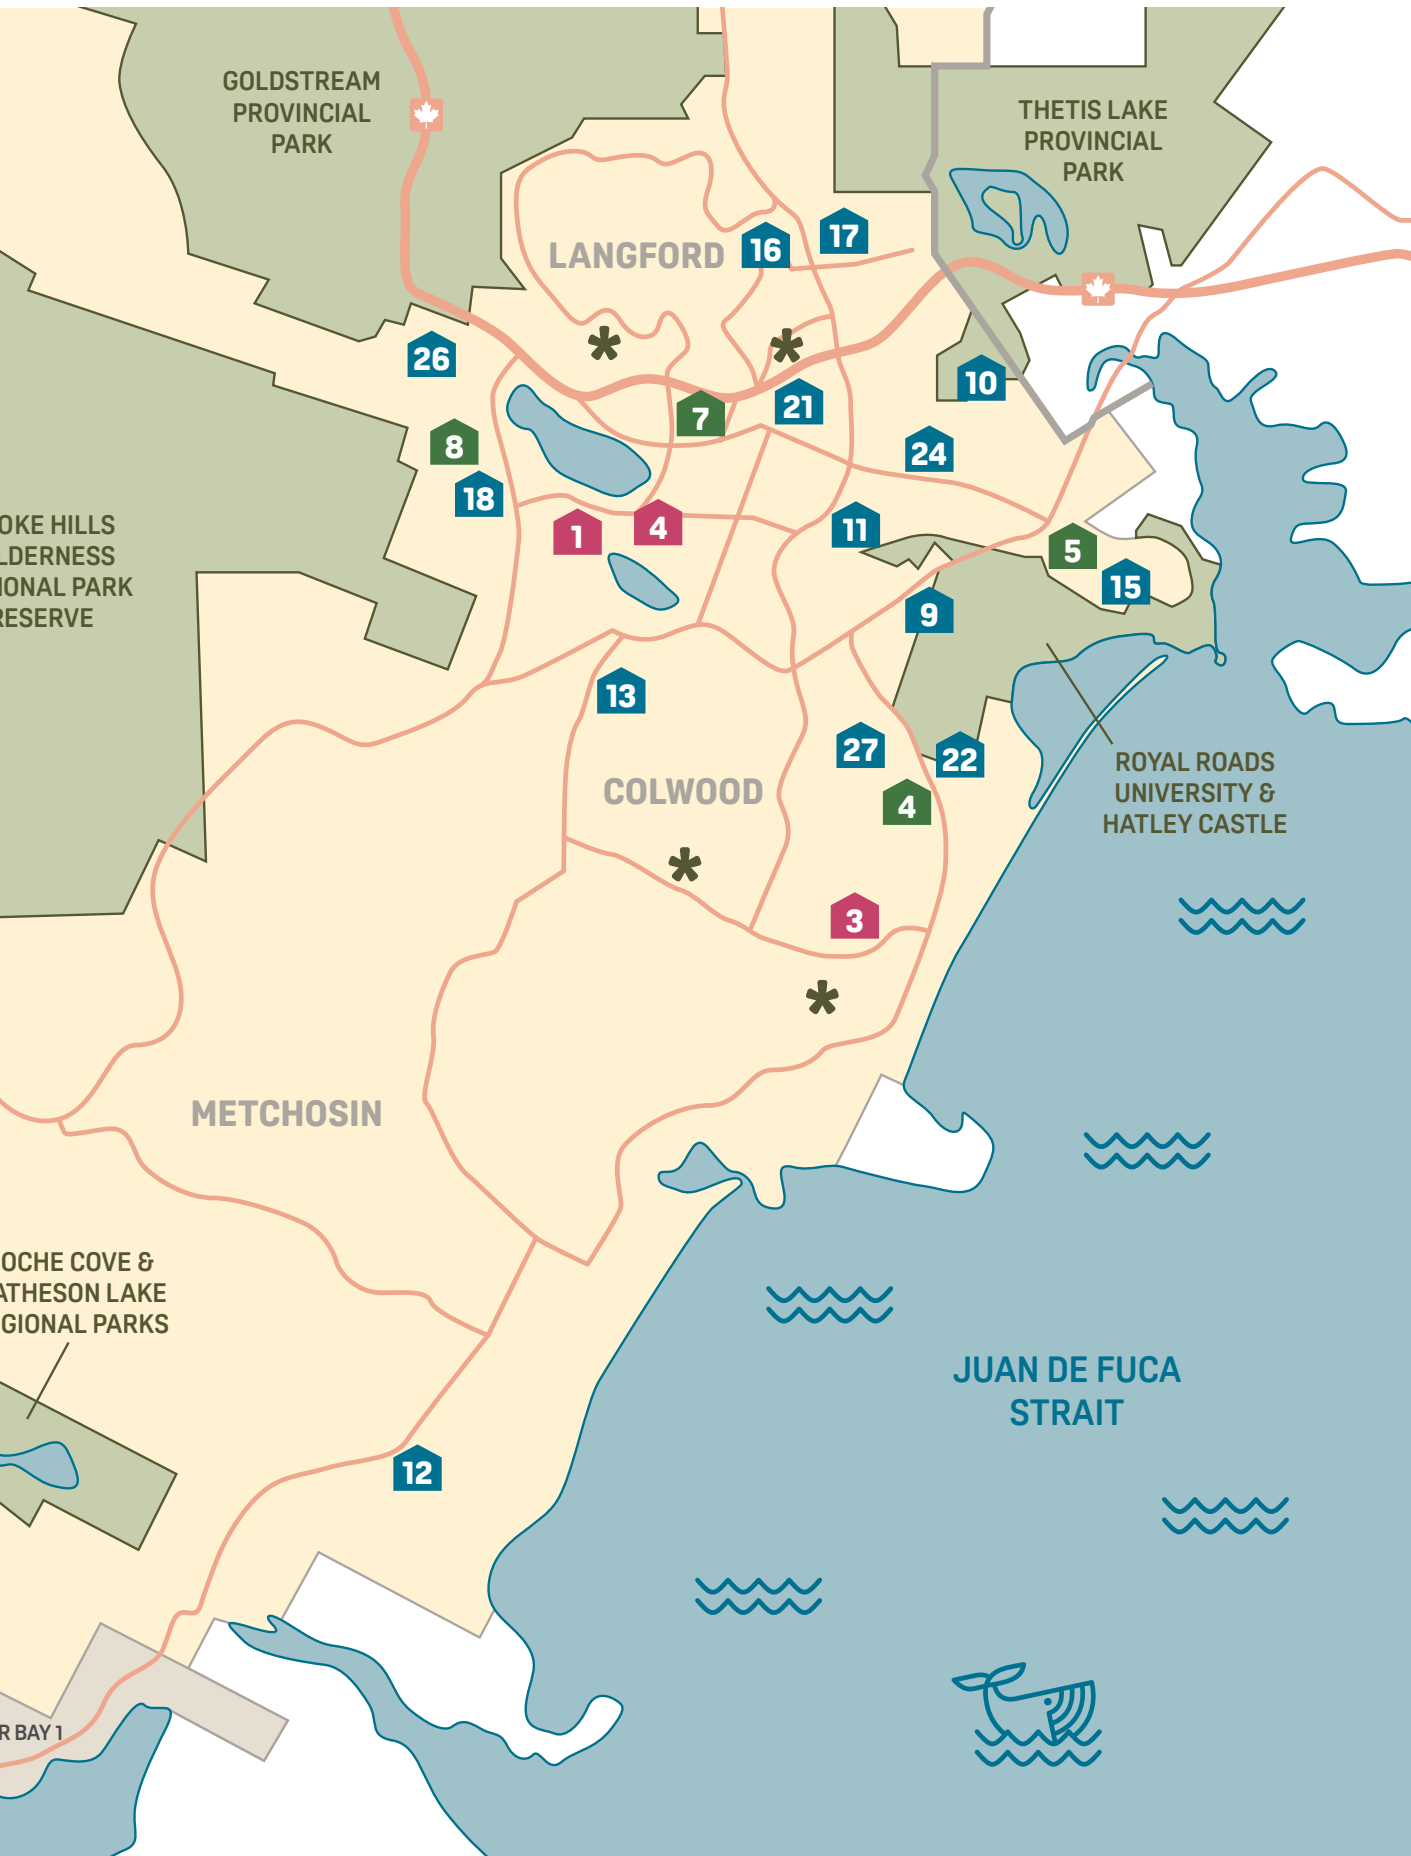 GOLDSTREAM
PROVINCIAL
PARK
THETIS LAKE
PROVINCIAL
PARK
LANGFORD
16
17
26
10
21
7
8
24
18
1
4
11
5
15
9
OKE HILLS
LDERNESS
IONAL PARK
RESERVE
13
27
22
COLWOOD
4
ROYAL ROADS
UNIVERSITY &
HATLEY CASTLE
3
METCHOSIN
OCHE COVE &
ATHESON LAKE
GIONAL PARKS
JUAN DE FUCA
STRAIT
12
R BAY 1